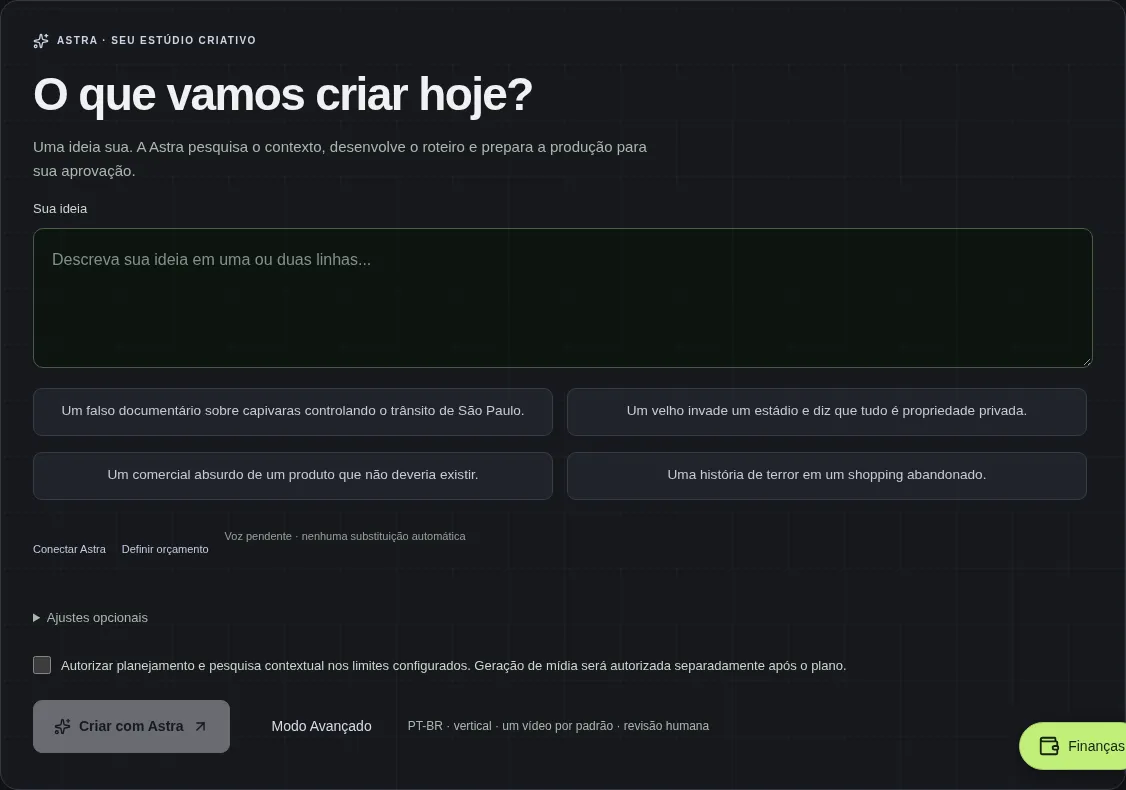 ASTRA · SEU ESTÚDIO CRIATIVO
O que vamos criar hoje?
Uma ideia sua. A Astra pesquisa o contexto, desenvolve o roteiro e prepara a produção para
sua aprovação.
Sua ideia
Descreva sua ideia em uma ou duas linhas...
Um falso documentário sobre capivaras controlando o trânsito de São Paulo.
Um velho invade um estádio e diz que tudo é propriedade privada.
Um comercial absurdo de um produto que não deveria existir.
Uma história de terror em um shopping abandonado.
Voz pendente · nenhuma substituição automática
Conectar Astra
Definir orçamento
Ajustes opcionais
Autorizar planejamento e pesquisa contextual nos limites configurados. Geração de mídia será autorizada separadamente após o plano.
Criar com Astra
Modo Avançado
PT-BR · vertical · um vídeo por padrão · revisão humana
Finanças